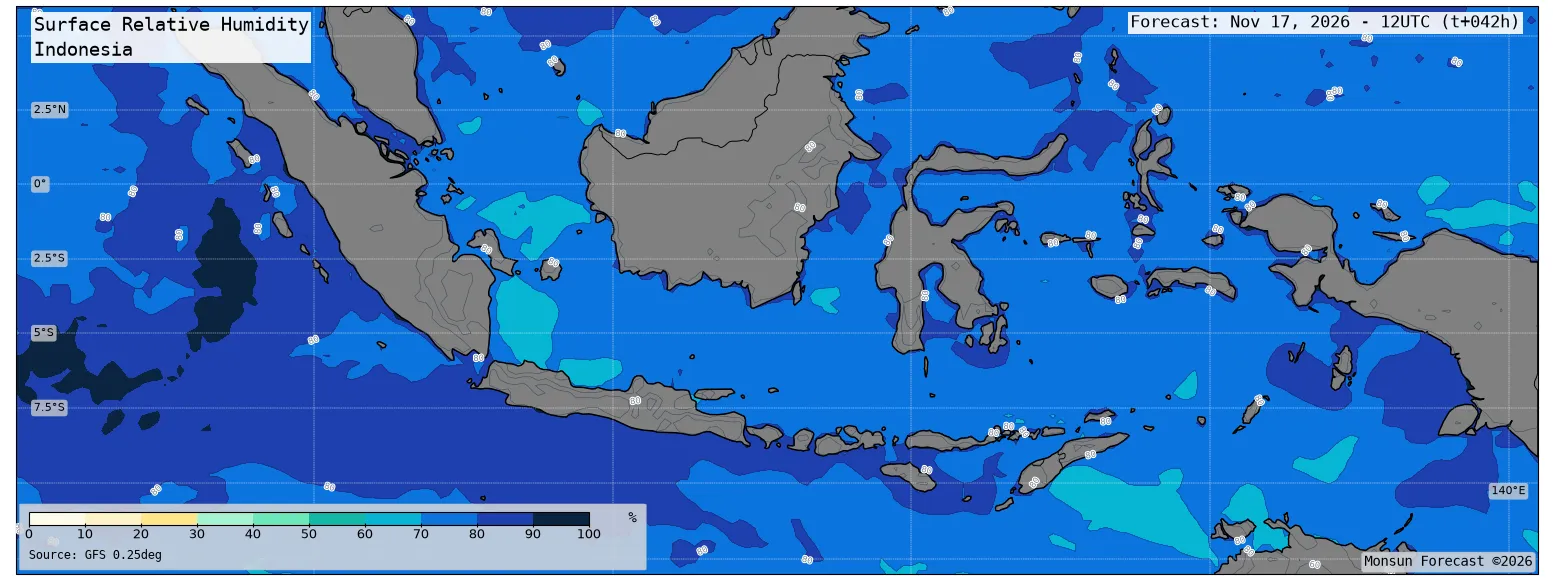 Surface Relative Humidity
Indonesia
Forecast: Nov 17, 2026 - 12UTC (t+042h)
2.5°N
0°
2.5°S
5°S
7.5°S
140°E
0 10 20 30 40 50 60 70 80 90 100 %
Source: GFS 0.25deg
Monsun Forecast ©2026